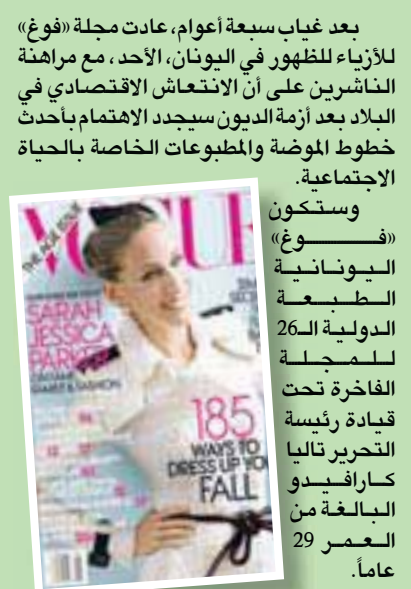 بعد غياب سبعة أعوام، عادت مجلة «فوغ»
للأزياء للظهور في اليونان، الأحد، مع مراهنة
الناشرين على أن الانتعاش الاقتصادي في
البلاد بعد أزمة الديون سيجدد الاهتمام بأحدث
خطوط الموضة والمطبوعات الخاصة بالحياة
الاجتماعية.
وستكون
«فوغ»
اليونانية
الطبعة
الدولية الـ26
للمجلة
الفاخرة تحت
قيادة رئيسة
التحرير تاليا
كارافيدو
البالغة من
العمر 29
عاماً.
VOGUE
THE AGE ISSUE
SARAH
JESSICA
PARKER
185
WAYS TO
DRESS UP YOU
FALL